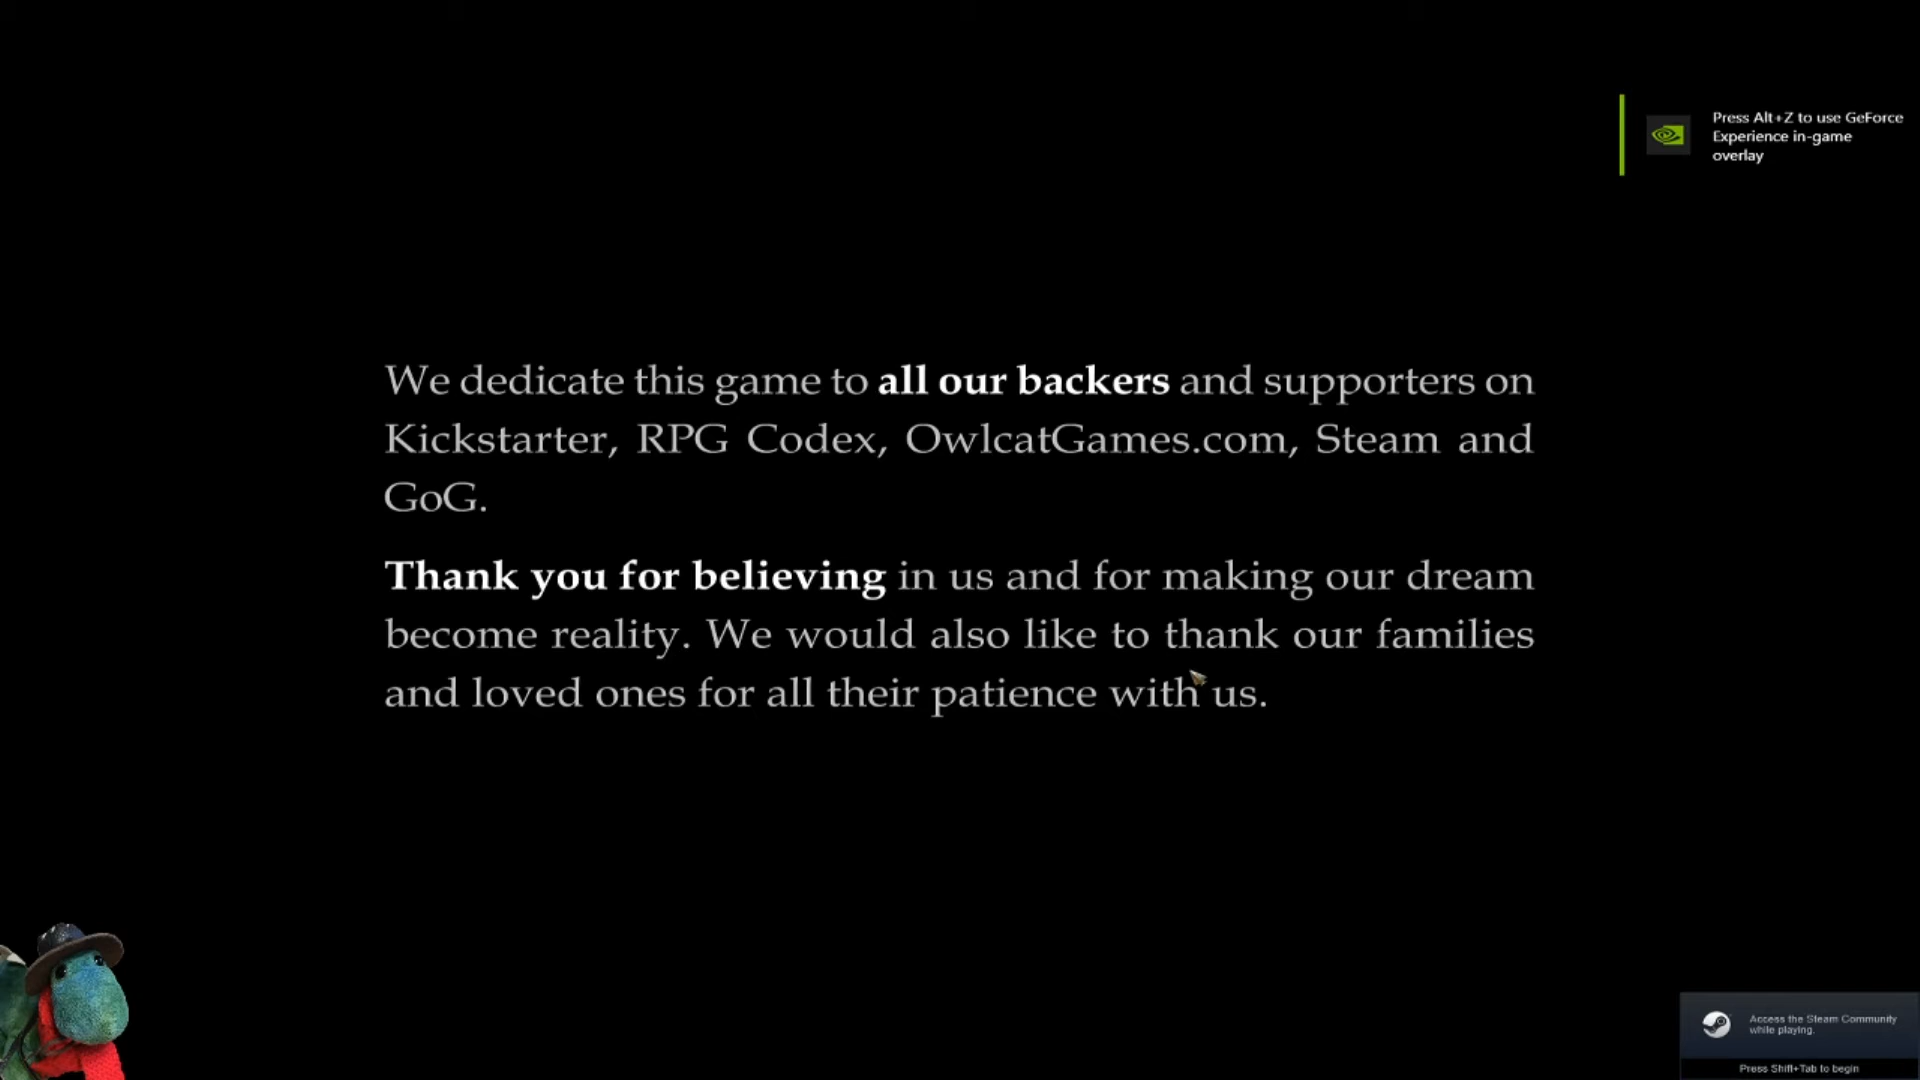 Press Alt+Z to use GeForce
Experience in-game
overlay
We dedicate this game to all our backers and supporters on
Kickstarter, RPG Codex, OwlcatGames.com, Steam and
GoG.
Thank you for believing in us and for making our dream
become reality. We would also like to thank our families
and loved ones for all their patience with us.
Access the Steam Community
while playing.
Press Shift+Tab to begin